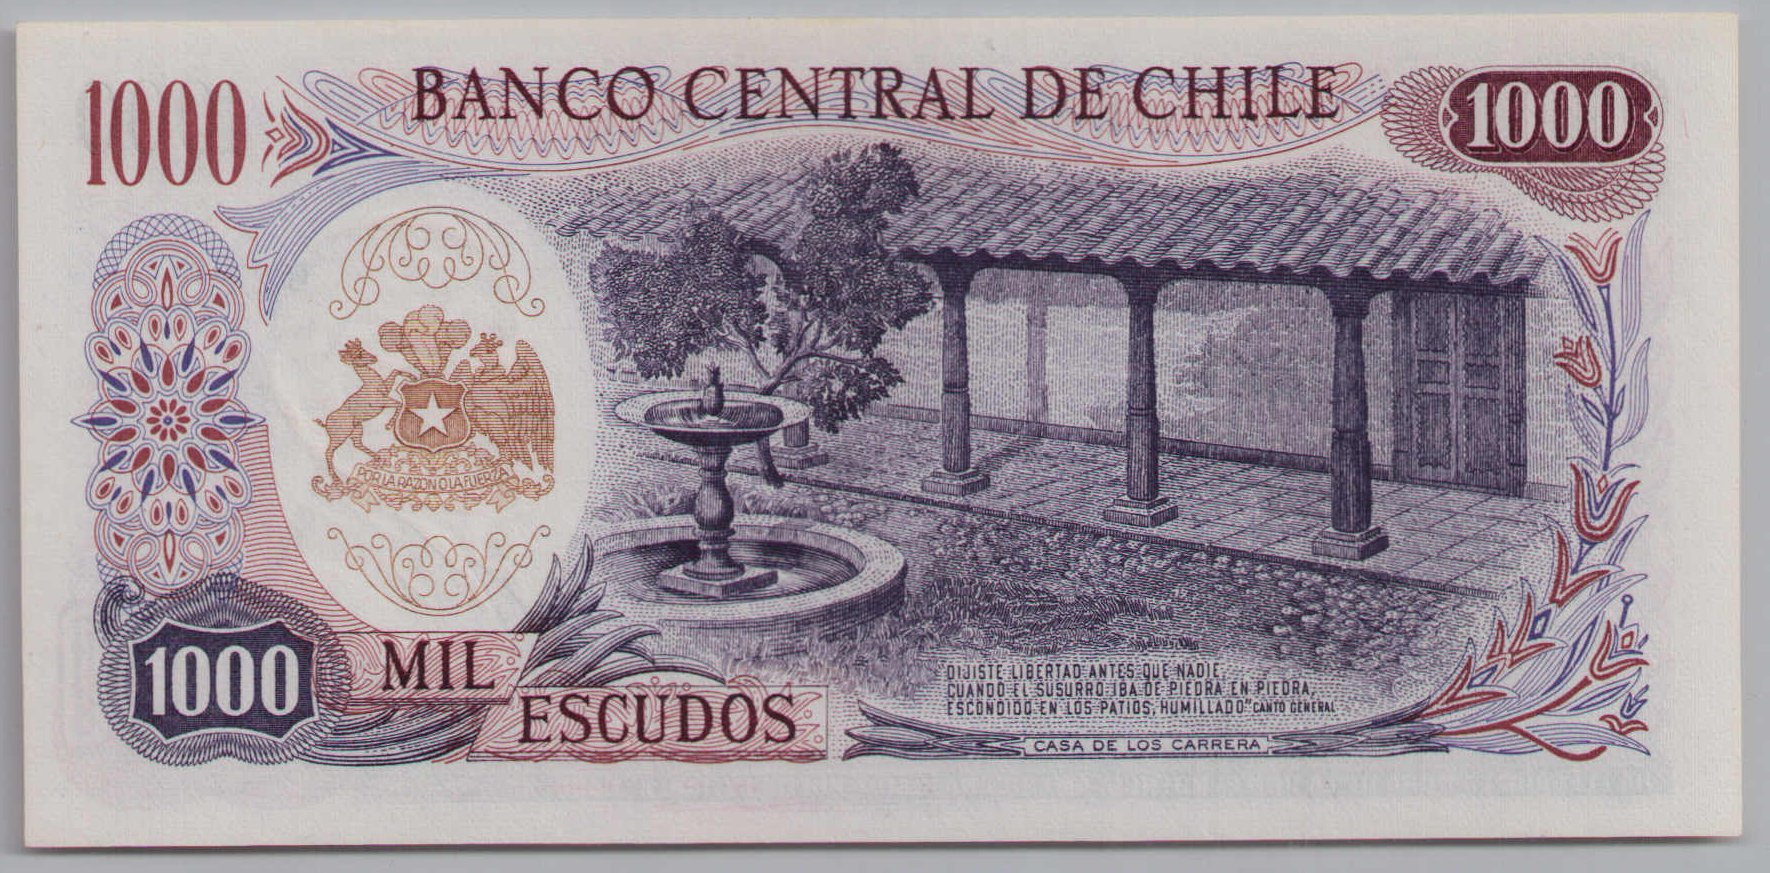 1000
BANCO CENTRAL DE CHILE
1000
POR LA RAZON O LA FUERZA
1000
MIL
ESCUDOS
"DIJISTE LIBERTAD ANTES QUE NADIE,
CUANDO EL SUSURRO IBA DE PIEDRA EN PIEDRA,
ESCONDIDO EN LOS PATIOS, HUMILLADO" CANTO GENERAL
CASA DE LOS CARRERA